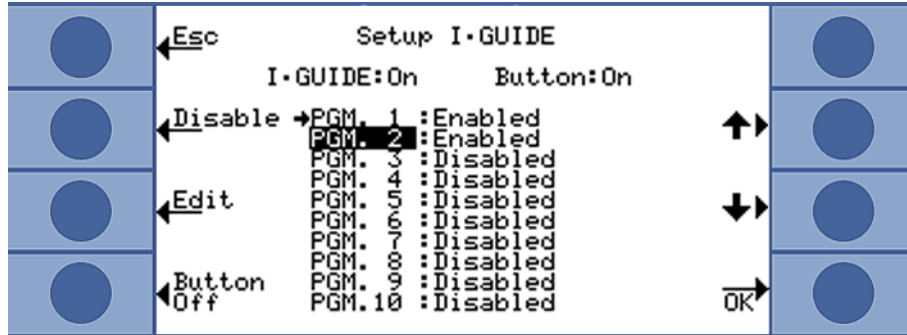 Esc Setup I·GUIDE
I·GUIDE:On Button:On
Disable →PGM. 1 :Enabled
PGM. 2 :Enabled
PGM. 3 :Disabled
PGM. 4 :Disabled
Edit PGM. 5 :Disabled
PGM. 6 :Disabled
PGM. 7 :Disabled
PGM. 8 :Disabled
Button PGM. 9 :Disabled
Off PGM.10 :Disabled OK